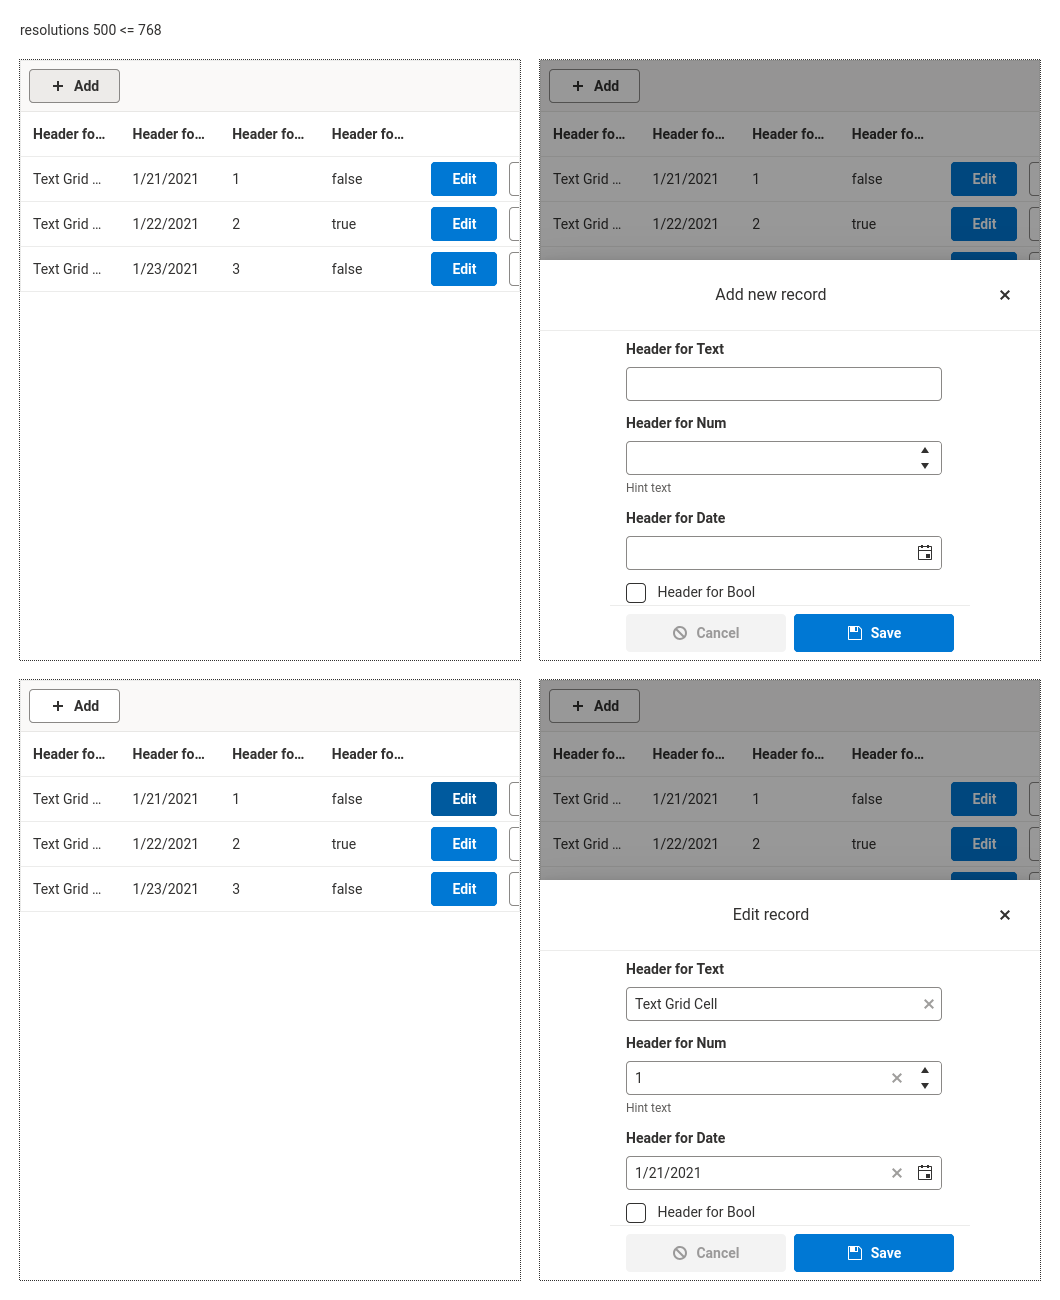 resolutions 500 <= 768
Add
Header fo... Header fo... Header fo... Header fo...
Text Grid ... 1/21/2021 1 false Edit
Text Grid ... 1/22/2021 2 true Edit
Text Grid ... 1/23/2021 3 false Edit
Add
Header fo... Header fo... Header fo... Header fo...
Text Grid ... 1/21/2021 1 false Edit
Text Grid ... 1/22/2021 2 true Edit
Add new record
Header for Text
Header for Num
Hint text
Header for Date
Header for Bool
Cancel Save
Add
Header fo... Header fo... Header fo... Header fo...
Text Grid ... 1/21/2021 1 false Edit
Text Grid ... 1/22/2021 2 true Edit
Text Grid ... 1/23/2021 3 false Edit
Add
Header fo... Header fo... Header fo... Header fo...
Text Grid ... 1/21/2021 1 false Edit
Text Grid ... 1/22/2021 2 true Edit
Edit record
Header for Text
Text Grid Cell
Header for Num
1
Hint text
Header for Date
1/21/2021
Header for Bool
Cancel Save